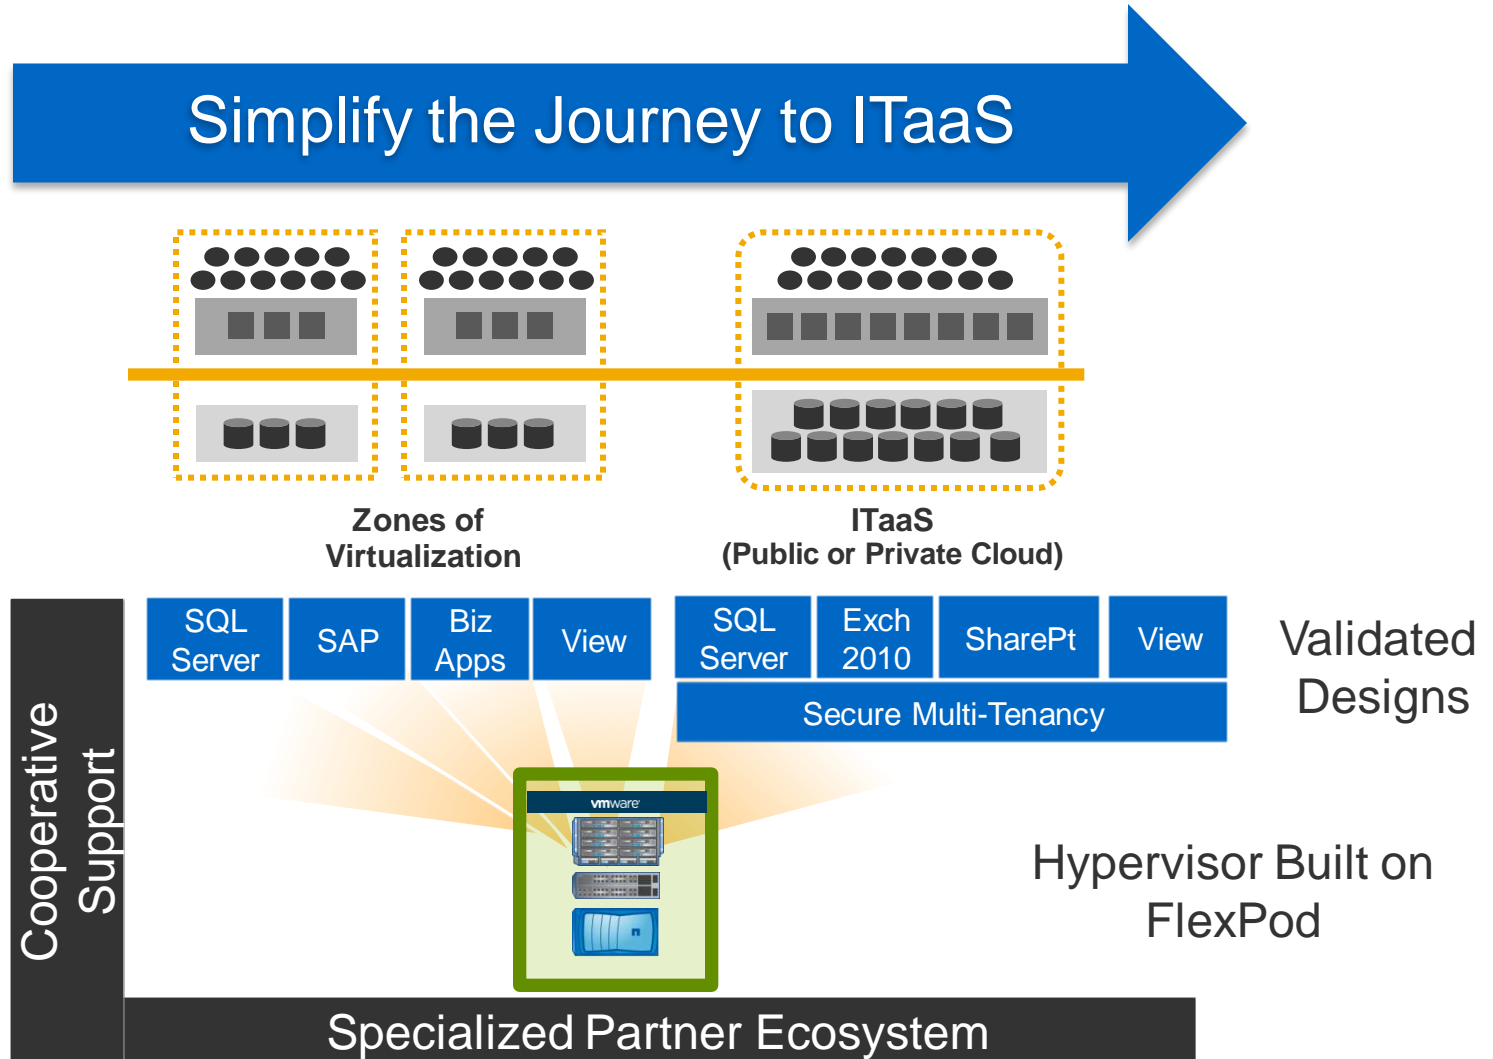 Simplify the Journey to ITaaS
Zones of
Virtualization
ITaaS
(Public or Private Cloud)
SQL
Server
SAP
Biz
Apps
View
SQL
Server
Exch
2010
SharePt
View
Secure Multi-Tenancy
Validated
Designs
Cooperative
Support
vmware
Hypervisor Built on
FlexPod
Specialized Partner Ecosystem